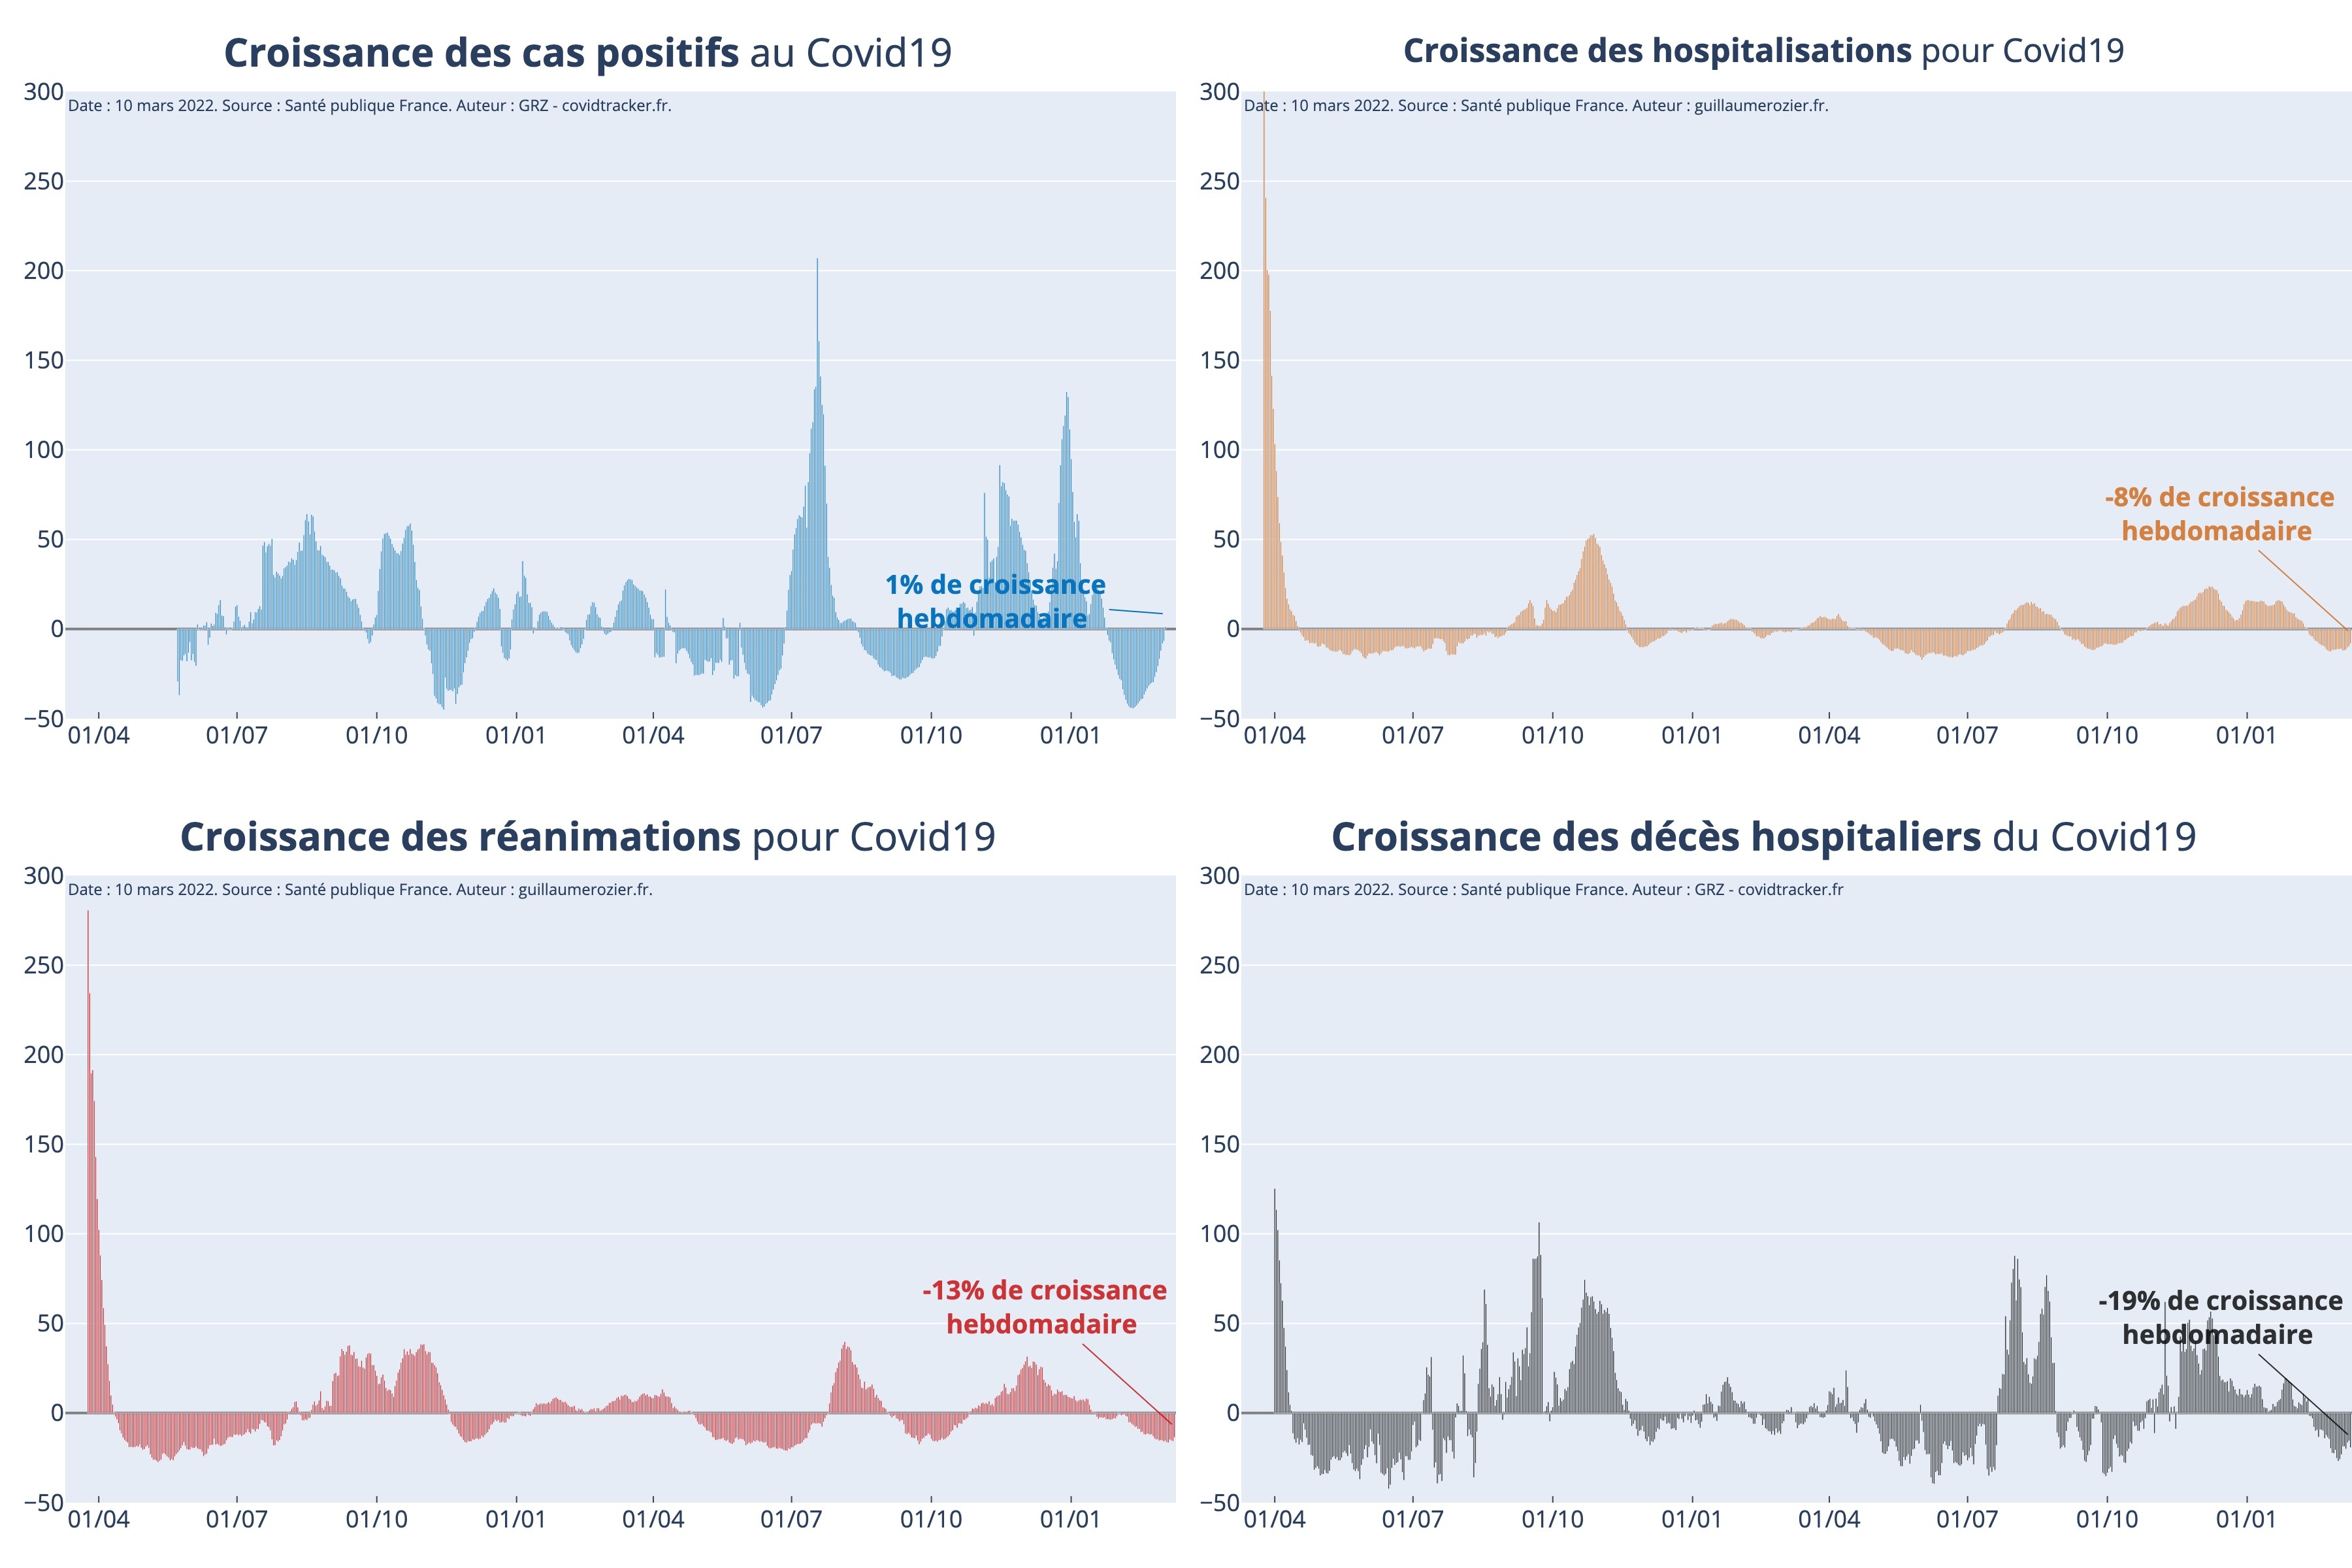 Croissance des cas positifs au Covid19
Date : 10 mars 2022. Source : Santé publique France. Auteur : GRZ - covidtracker.fr.
300
250
200
150
100
50
0
−50
1% de croissance
hebdomadaire
01/04 01/07 01/10 01/01 01/04 01/07 01/10 01/01
Croissance des hospitalisations pour Covid19
Date : 10 mars 2022. Source : Santé publique France. Auteur : guillaumerozier.fr.
300
250
200
150
100
50
0
−50
-8% de croissance
hebdomadaire
01/04 01/07 01/10 01/01 01/04 01/07 01/10 01/01
Croissance des réanimations pour Covid19
Date : 10 mars 2022. Source : Santé publique France. Auteur : guillaumerozier.fr.
300
250
200
150
100
50
0
−50
-13% de croissance
hebdomadaire
01/04 01/07 01/10 01/01 01/04 01/07 01/10 01/01
Croissance des décès hospitaliers du Covid19
Date : 10 mars 2022. Source : Santé publique France. Auteur : GRZ - covidtracker.fr
300
250
200
150
100
50
0
−50
-19% de croissance
hebdomadaire
01/04 01/07 01/10 01/01 01/04 01/07 01/10 01/01